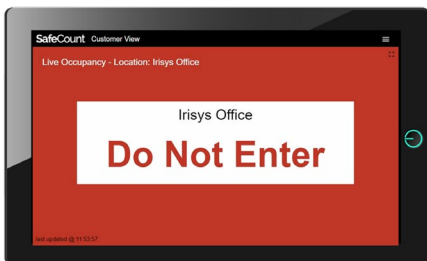 SafeCount Customer View
Live Occupancy - Location: Irisys Office
Irisys Office
Do Not Enter
last updated @ 11:53:57